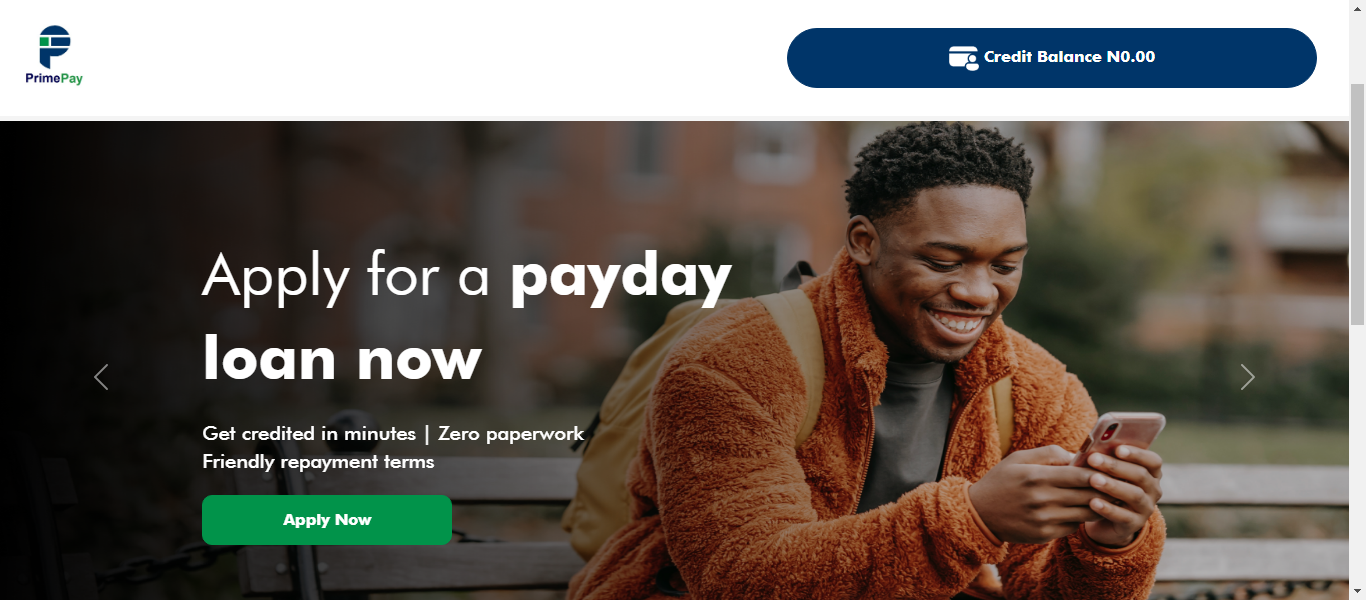 PrimePay
Credit Balance N0.00
Apply for a payday
loan now
Get credited in minutes | Zero paperwork
Friendly repayment terms
Apply Now